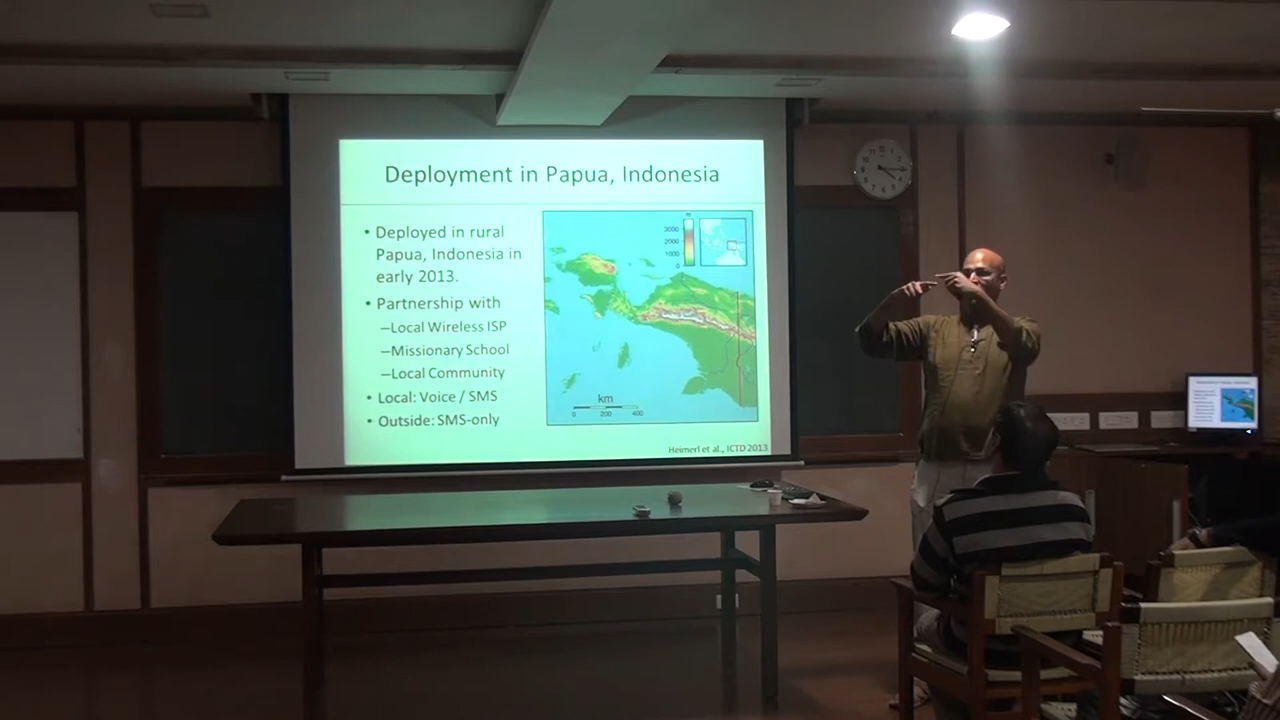 Deployment in Papua, Indonesia
• Deployed in rural
Papua, Indonesia in
early 2013.
• Partnership with
–Local Wireless ISP
–Missionary School
–Local Community
• Local: Voice / SMS
• Outside: SMS-only
m
3000
2000
1000
0
km
0 200 400
Heimerl et al., ICTD 2013